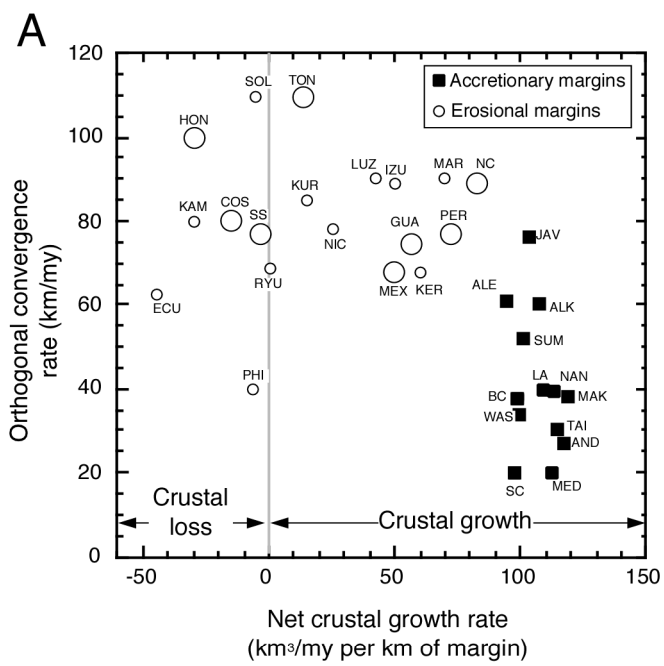 A
120
Accretionary margins
Erosional margins
SOL
TON
HON
100
LUZ
IZU
MAR
NC
KUR
KAM
COS
SS
80
NIC
GUA
PER
JAV
RYU
MEX
KER
ALE
ALK
ECU
60
SUM
PHI
LA
NAN
40
BC
MAK
WAS
TAI
AND
20
SC
MED
Crustal
loss
Crustal growth
0
-50
0
50
100
150
Orthogonal convergence
rate (km/my)
Net crustal growth rate
(km³/my per km of margin)